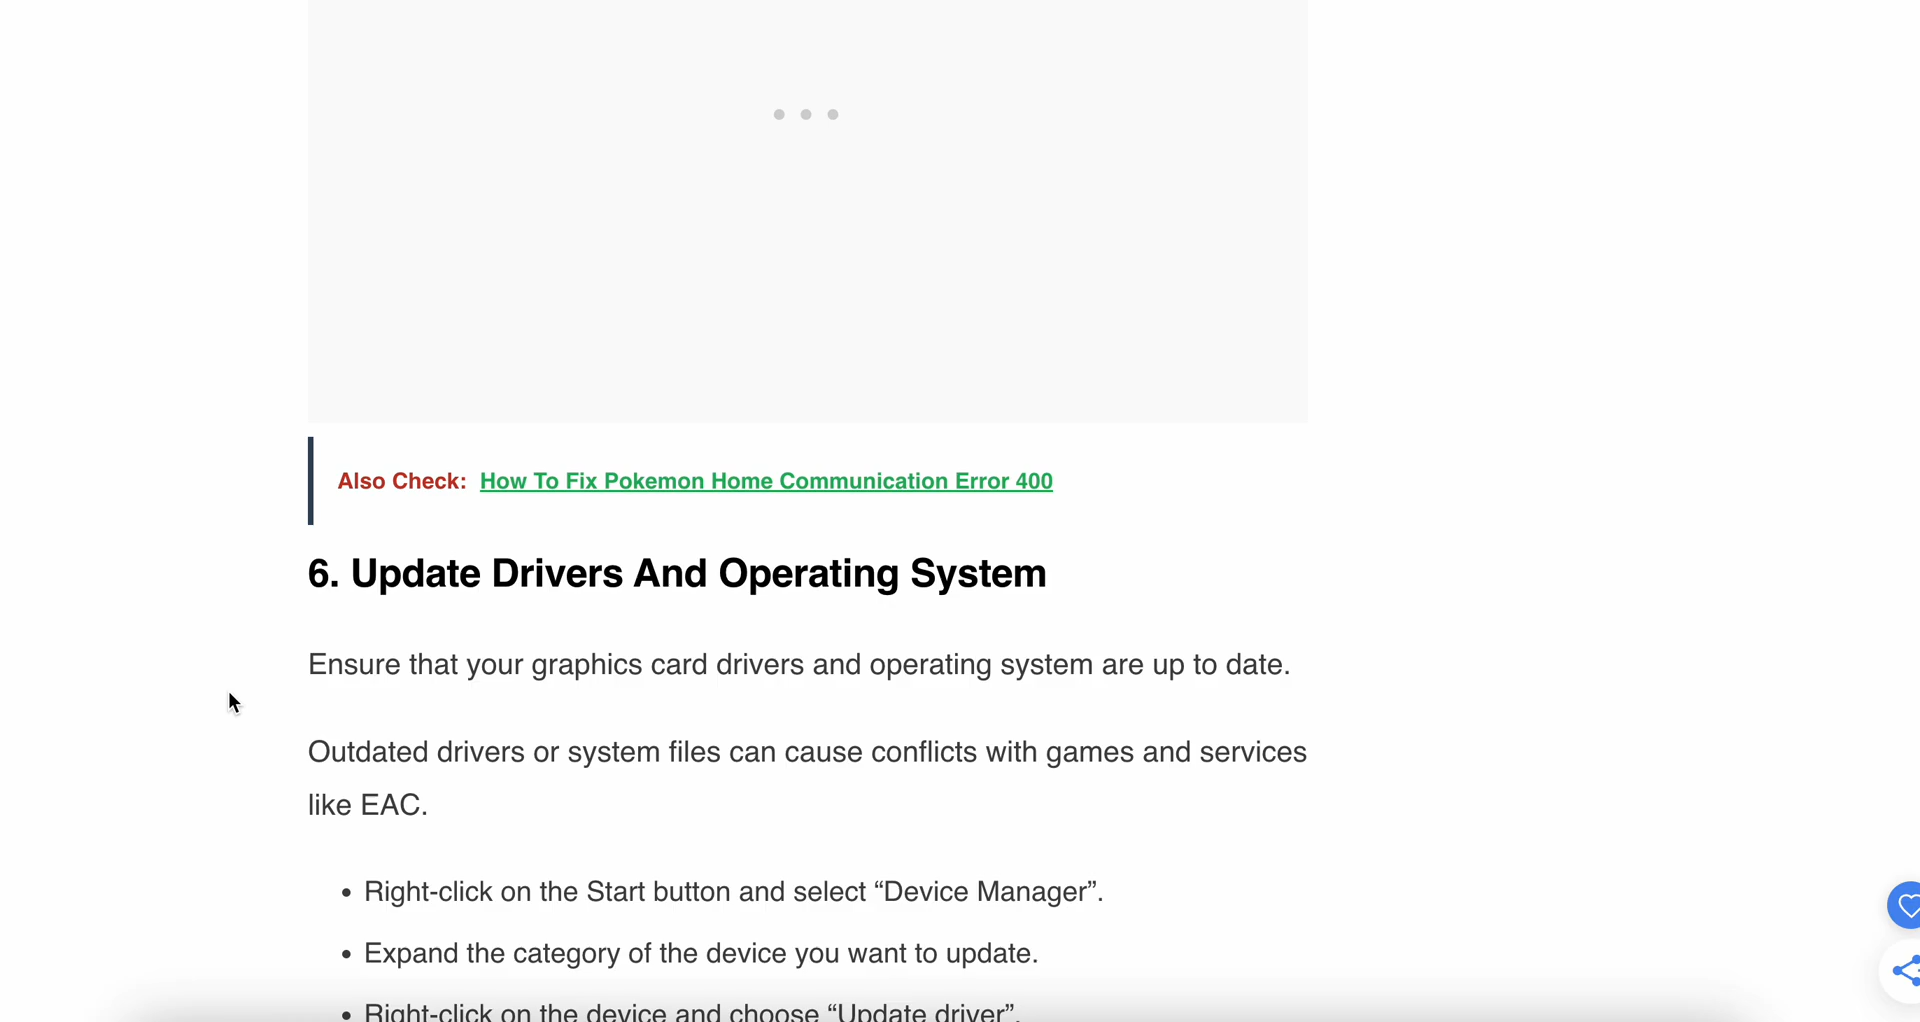 Also Check: How To Fix Pokemon Home Communication Error 400
6. Update Drivers And Operating System
Ensure that your graphics card drivers and operating system are up to date.
Outdated drivers or system files can cause conflicts with games and services
like EAC.
• Right-click on the Start button and select “Device Manager”.
• Expand the category of the device you want to update.
• Right-click on the device and choose “Update driver”.